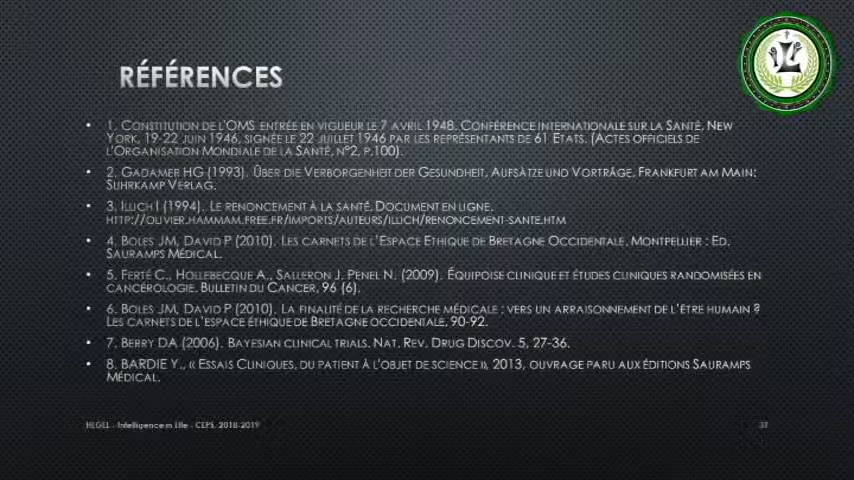 RÉFÉRENCES
• 1. Constitution de l'OMS entrée en vigueur le 7 avril 1948. Conférence internationale sur la Santé, New
York, 19-22 juin 1946, signée le 22 juillet 1946 par les représentants de 61 Etats. (Actes officiels de
l'Organisation Mondiale de la Santé, n°2, p.100).
• 2. Gadamer HG (1993). Über die Verborgenheit der Gesundheit, Aufsätze und Vorträge, Frankfurt am Main:
Suhrkamp Verlag.
• 3. Illich I (1994). Le renoncement à la santé, Document en ligne.
http://olivier.hammam.free.fr/imports/auteurs/illich/renoncement-sante.htm
• 4. Boles JM, David P (2010). Les carnets de l'Espace Ethique de Bretagne Occidentale, Montpellier : Ed.
Sauramps Médical.
• 5. Ferté C., Hollebecque A., Salleron J. Penel N. (2009). Équipoise clinique et études cliniques randomisées en
cancérologie. Bulletin du Cancer, 96 (6).
• 6. Boles JM, David P (2010). La finalité de la recherche médicale : vers un arraisonnement de l'être humain ?
Les carnets de l'espace éthique de Bretagne occidentale, 90-92.
• 7. Berry DA (2006). Bayesian clinical trials. Nat. Rev. Drug Discov. 5, 27-36.
• 8. BARDIE Y., « Essais Cliniques, du patient à l'objet de science », 2013, ouvrage paru aux éditions Sauramps
Médical.
HEGEL - Intelligence in Life - CEPS, 2018-2019